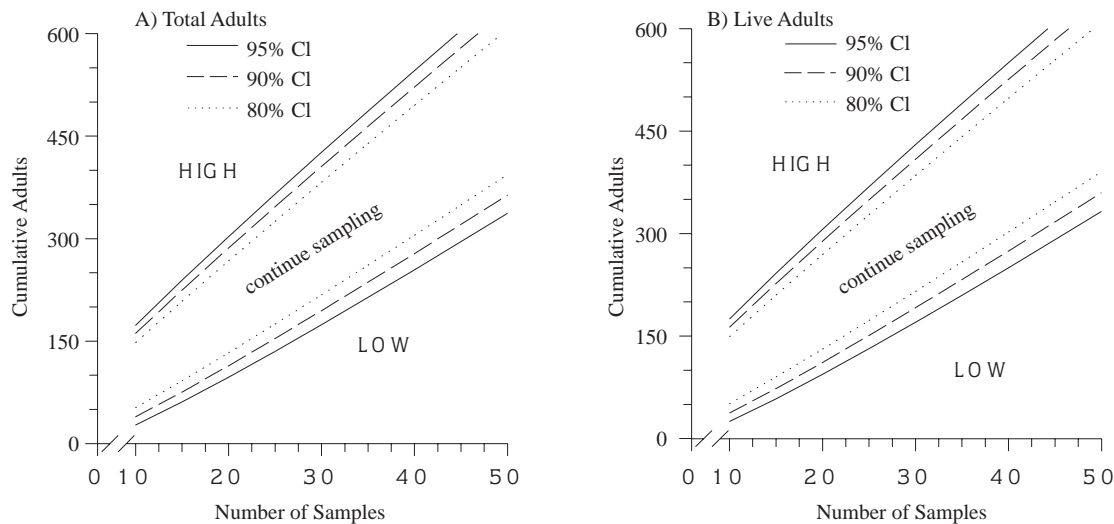 A) Total Adults
600
95% Cl
90% Cl
80% Cl
450
HIGH
300
continue sampling
150
LOW
0
0 10 20 30 40 50
Number of Samples
Cumulative Adults
B) Live Adults
600
95% Cl
90% Cl
80% Cl
450
HIGH
300
continue sampling
150
LOW
0
0 10 20 30 40 50
Number of Samples
Cumulative Adults